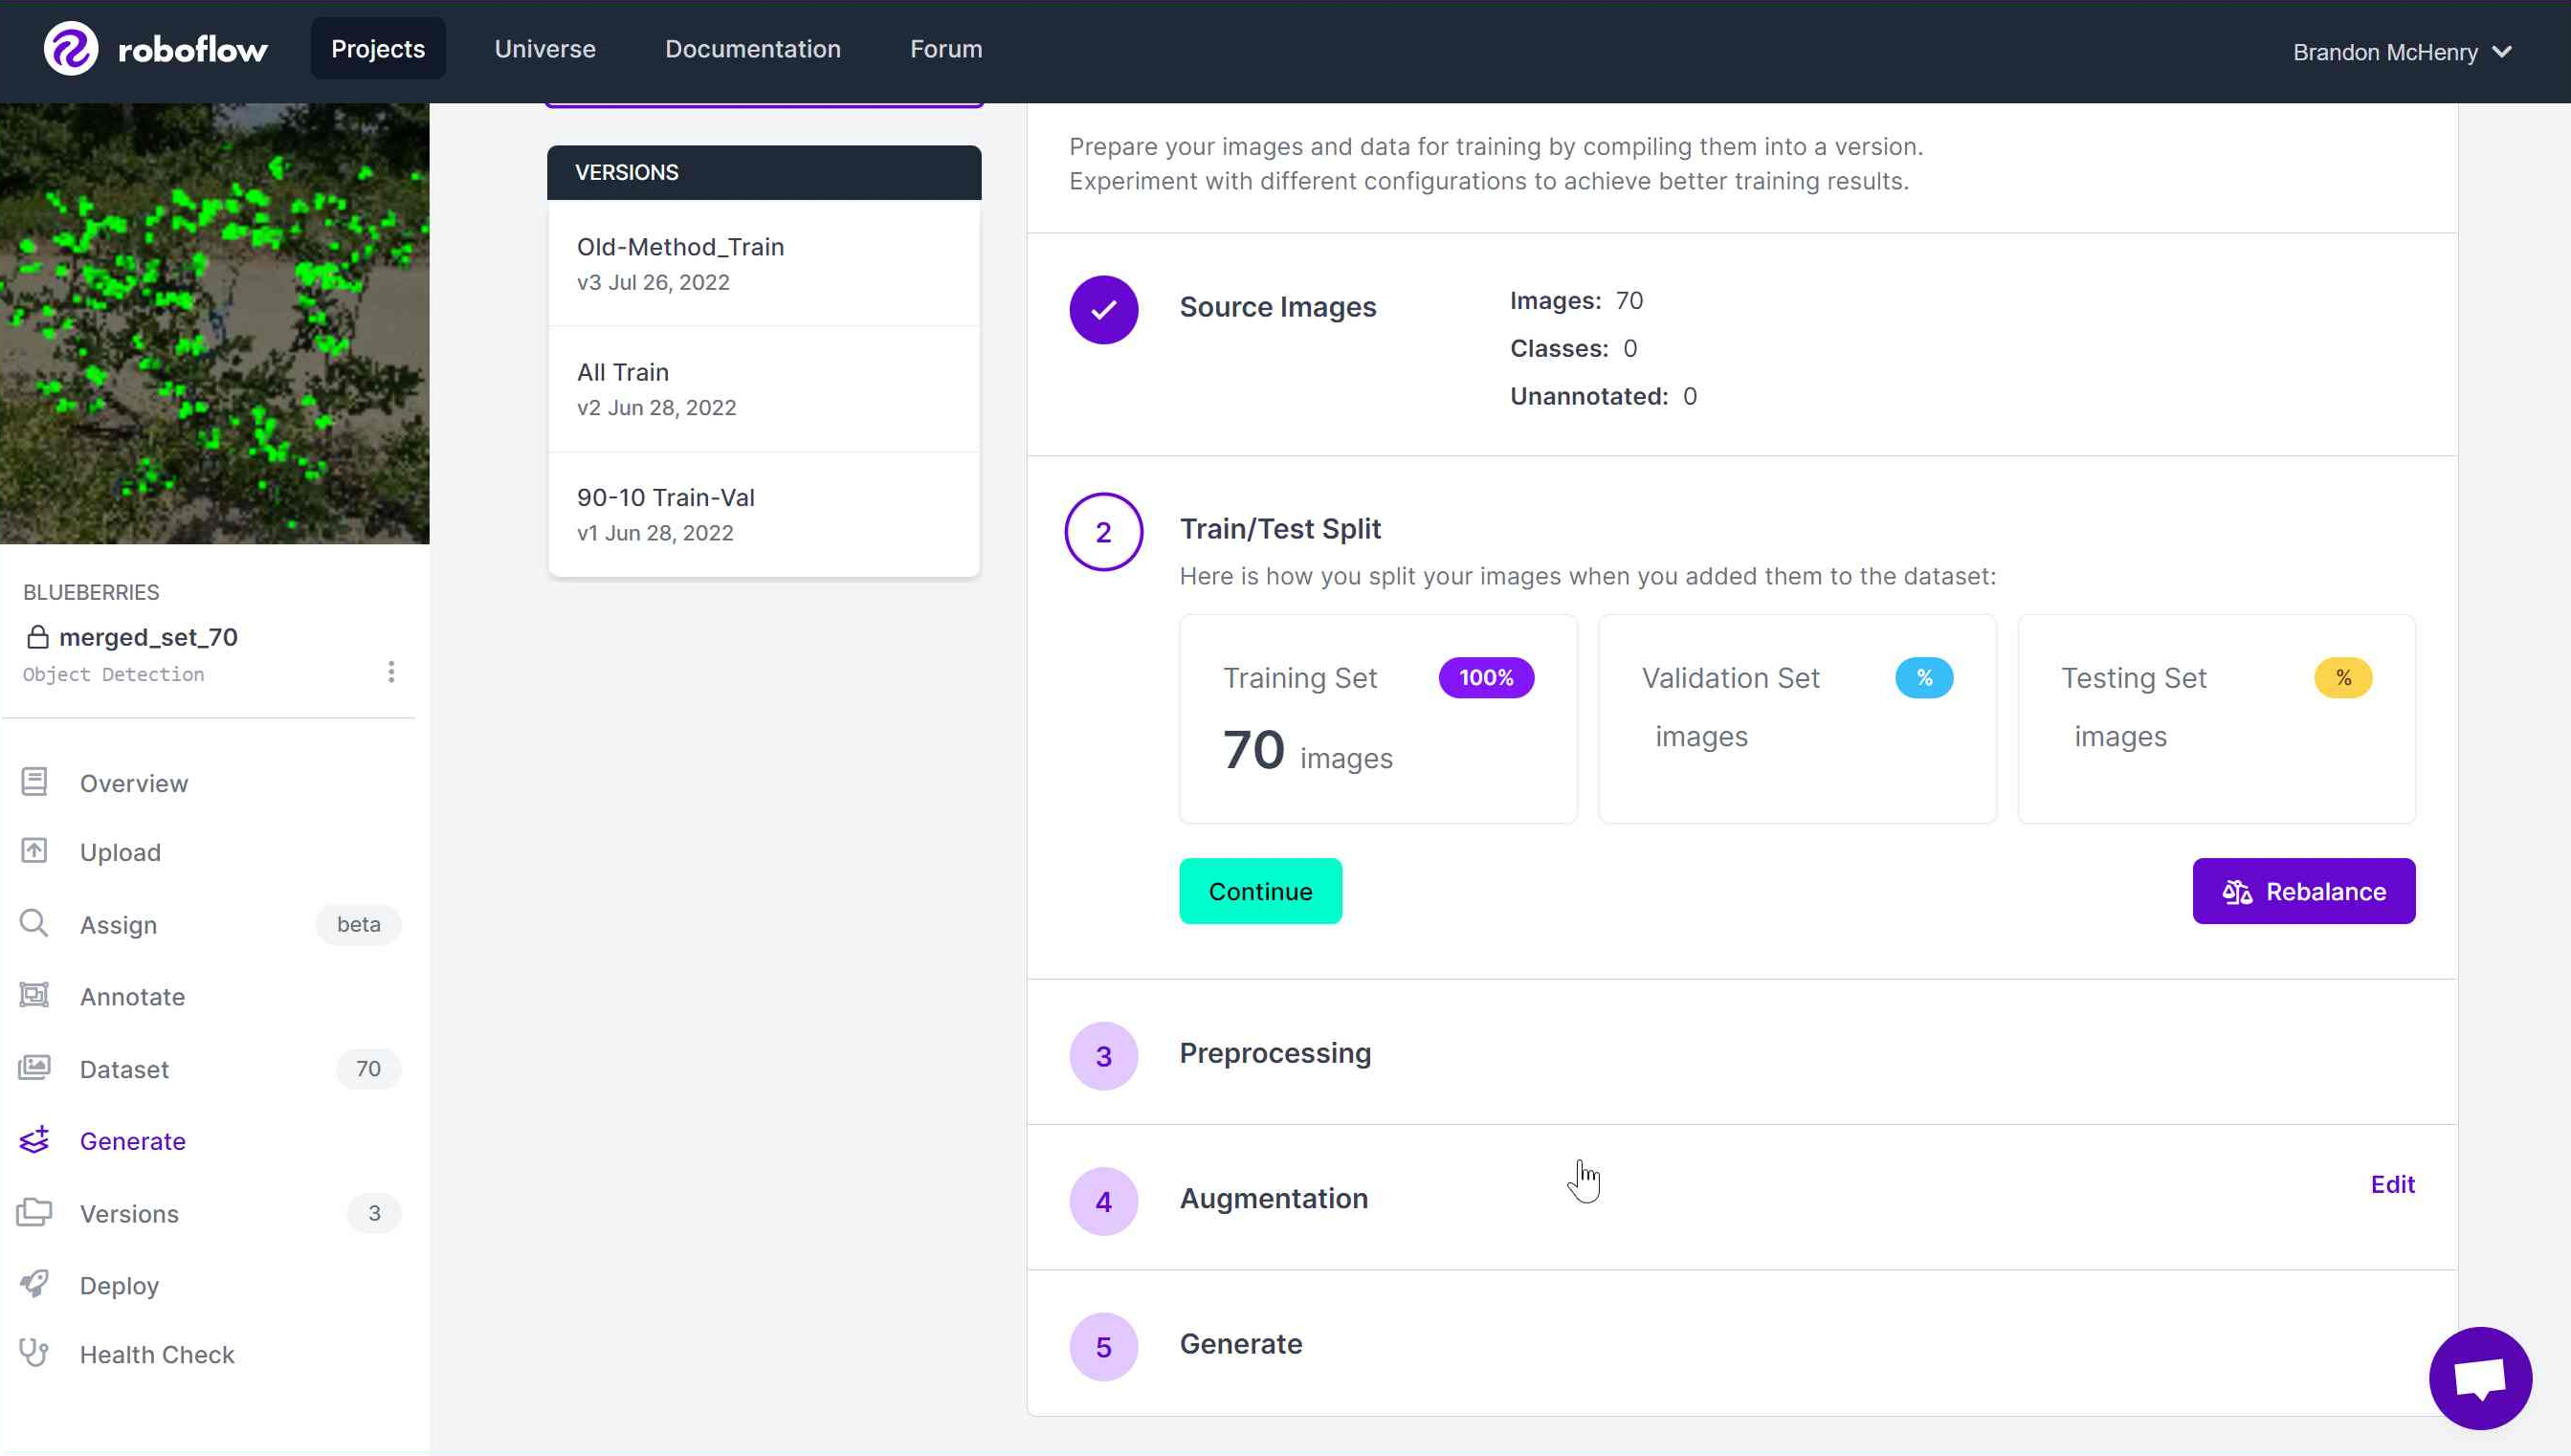 roboflow
Projects
Universe
Documentation
Forum
Brandon McHenry
BLUEBERRIES
merged_set_70
Object Detection
Overview
Upload
Assign
beta
Annotate
Dataset
70
Generate
Versions
3
Deploy
Health Check
VERSIONS
Old-Method_Train
v3 Jul 26, 2022
All Train
v2 Jun 28, 2022
90-10 Train-Val
v1 Jun 28, 2022
Prepare your images and data for training by compiling them into a version.
Experiment with different configurations to achieve better training results.
Source Images
Images: 70
Classes: 0
Unannotated: 0
2
Train/Test Split
Here is how you split your images when you added them to the dataset:
Training Set
100%
70 images
Validation Set
%
images
Testing Set
%
images
Continue
Rebalance
3
Preprocessing
4
Augmentation
Edit
5
Generate